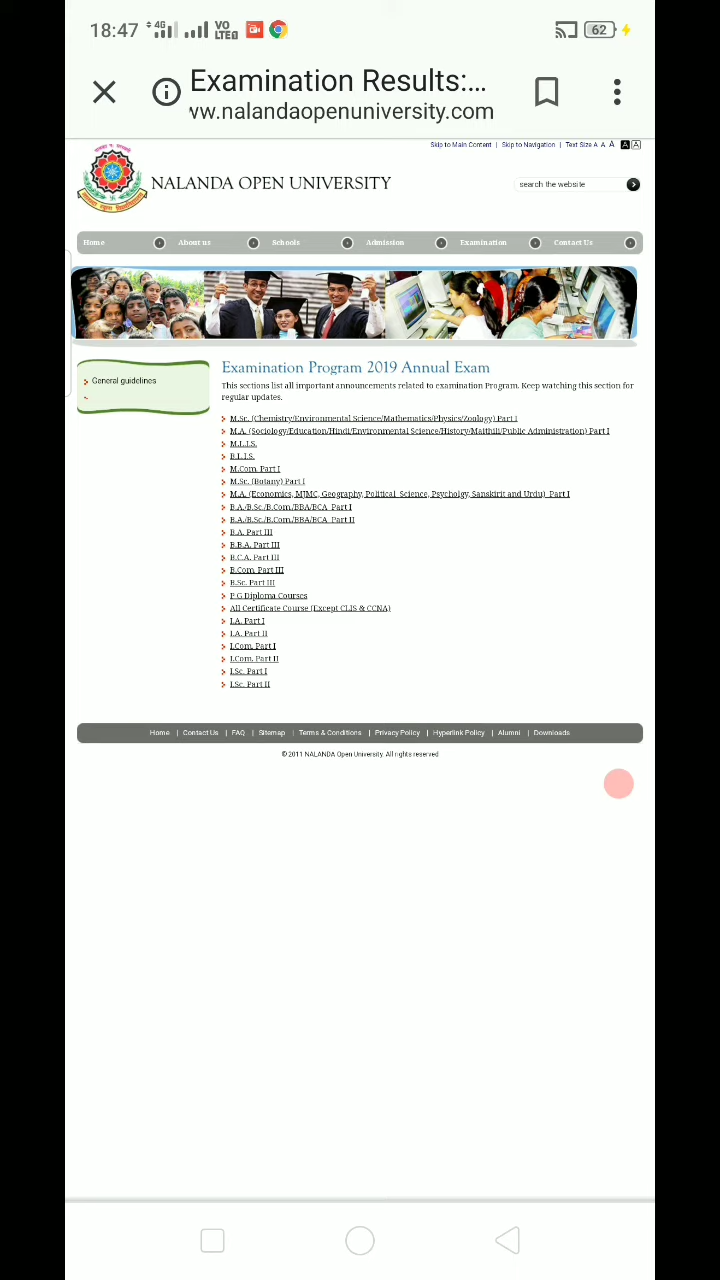 18:47 4G VO LTE 62
Examination Results:...
w.nalandaopenuniversity.com
Skip to Main Content | Skip to Navigation | Text Size A A A A A
NALANDA OPEN UNIVERSITY
search the website
Home About us Schools Admission Examination Contact Us
Examination Program 2019 Annual Exam
General guidelines
This sections list all important announcements related to examination Program. Keep watching this section for
regular updates.
M.Sc. (Chemistry/Environmental Science/Mathematics/Physics/Zoology) Part I
M.A. (Sociology/Education/Hindi/Environmental Science/History/Maithili/Public Administration) Part I
M.L.I.S.
B.L.I.S.
M.Com. Part I
M.Sc. (Botany) Part I
M.A. (Economics, MJMC, Geography, Political Science, Psycholgy, Sanskirit and Urdu) Part I
B.A./B.Sc./B.Com./BBA/BCA Part I
B.A./B.Sc./B.Com./BBA/BCA Part II
B.A. Part III
B.B.A. Part III
B.C.A. Part III
B.Com. Part III
B.Sc. Part III
P G Diploma Courses
All Certificate Course (Except CLIS & CCNA)
I.A. Part I
I.A. Part II
I.Com. Part I
I.Com. Part II
I.Sc. Part I
I.Sc. Part II
Home | Contact Us | FAQ | Sitemap | Terms & Conditions | Privacy Policy | Hyperlink Policy | Alumni | Downloads
© 2011 NALANDA Open University. All rights reserved